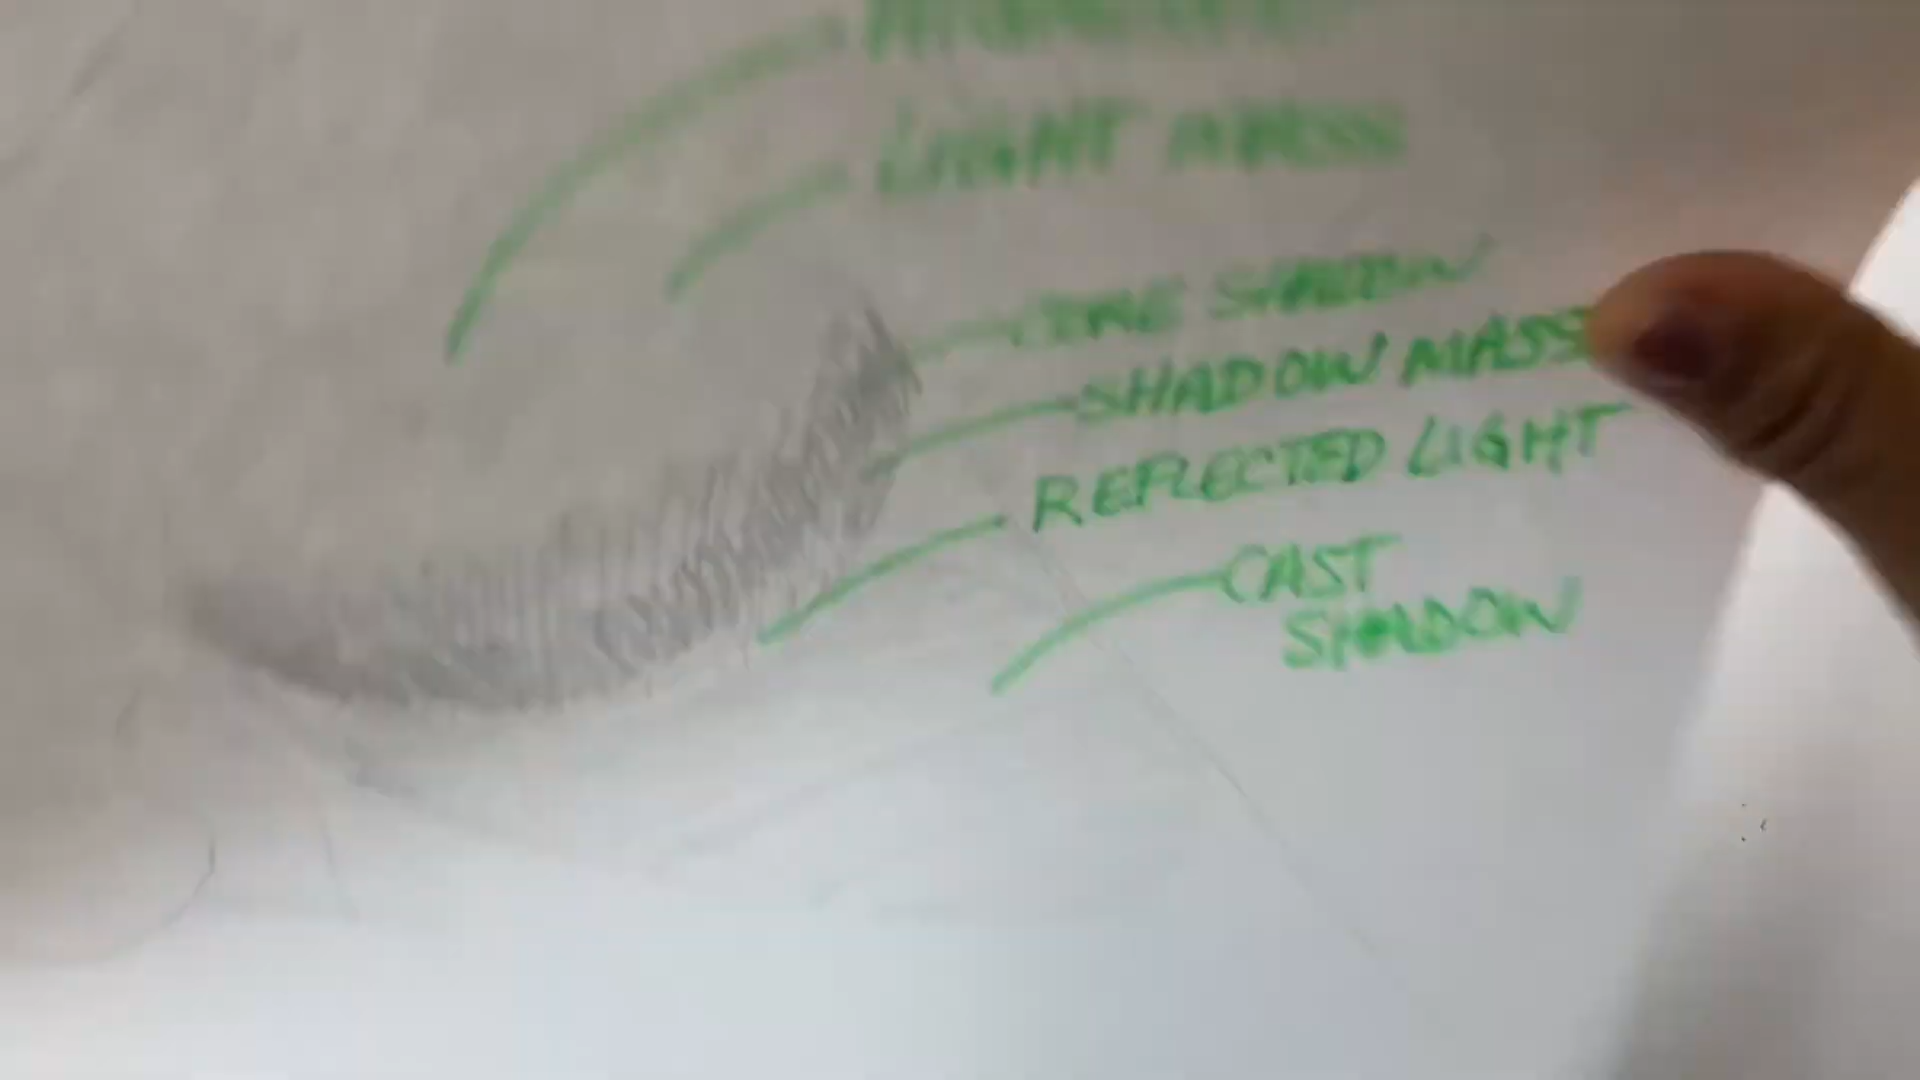 LIGHT MASS
CORE SHADOW
SHADOW MASS
REFLECTED LIGHT
CAST
SHADOW